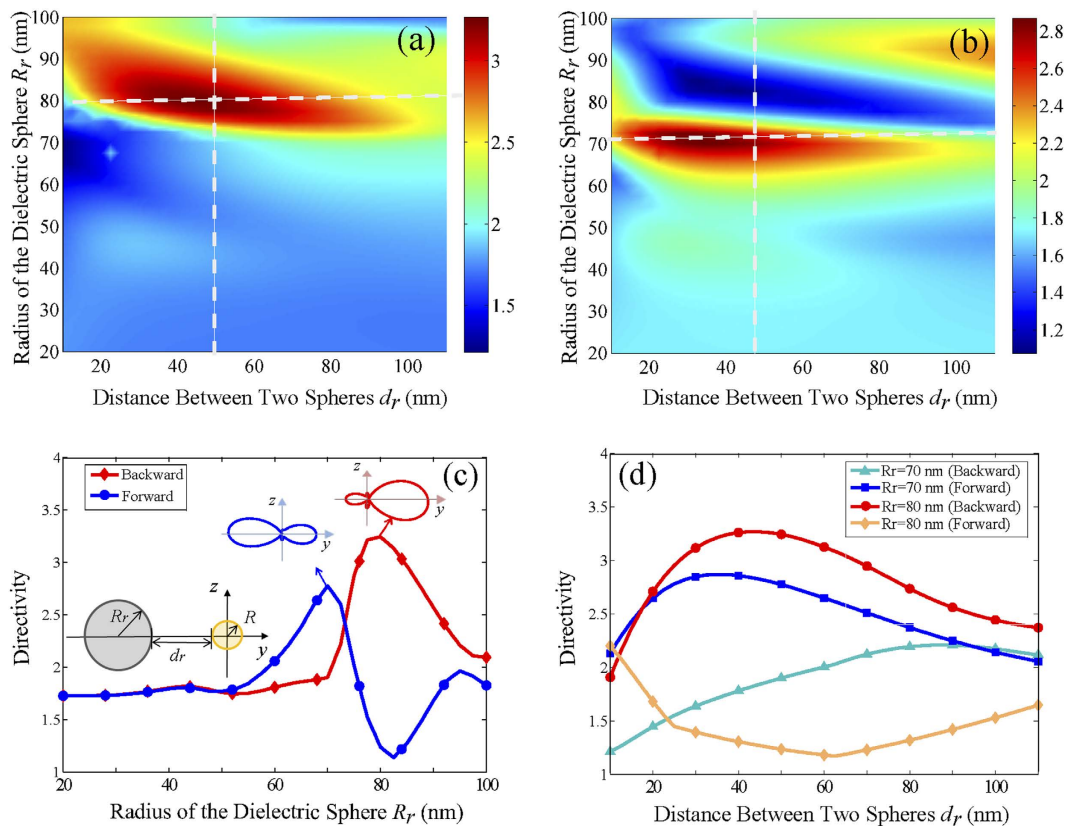 (a)
Radius of the Dielectric Sphere Rr (nm)
100
90
80
70
60
50
40
30
20
20 40 60 80 100
Distance Between Two Spheres dr (nm)
3
2.5
2
1.5
(b)
Radius of the Dielectric Sphere Rr (nm)
100
90
80
70
60
50
40
30
20
20 40 60 80 100
Distance Between Two Spheres dr (nm)
2.8
2.6
2.4
2.2
2
1.8
1.6
1.4
1.2
(c)
Backward
Forward
Directivity
4
3.5
3
2.5
2
1.5
1
z
y
z
y
Rr
dr
z
R
y
20 40 60 80 100
Radius of the Dielectric Sphere Rr (nm)
(d)
Rr=70 nm (Backward)
Rr=70 nm (Forward)
Rr=80 nm (Backward)
Rr=80 nm (Forward)
Directivity
4
3.5
3
2.5
2
1.5
1
20 40 60 80 100
Distance Between Two Spheres dr (nm)